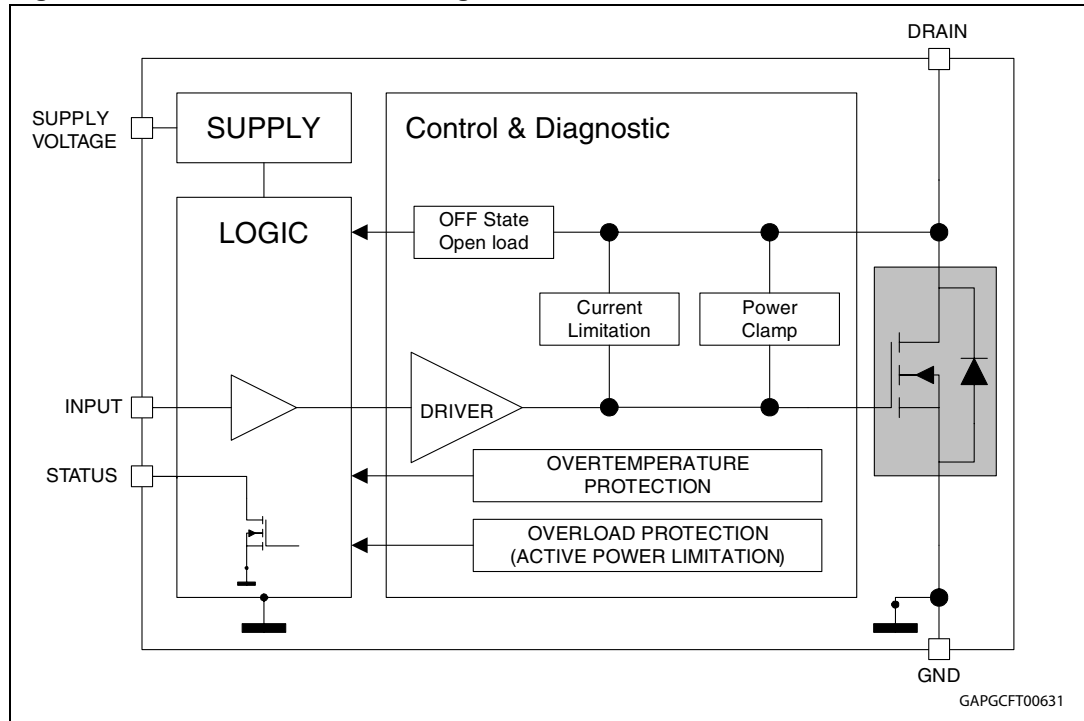 DRAIN
SUPPLY
VOLTAGE
SUPPLY
Control & Diagnostic
LOGIC
OFF State
Open load
Current
Limitation
Power
Clamp
INPUT
DRIVER
STATUS
OVERTEMPERATURE
PROTECTION
OVERLOAD PROTECTION
(ACTIVE POWER LIMITATION)
GND
GAPGCFT00631